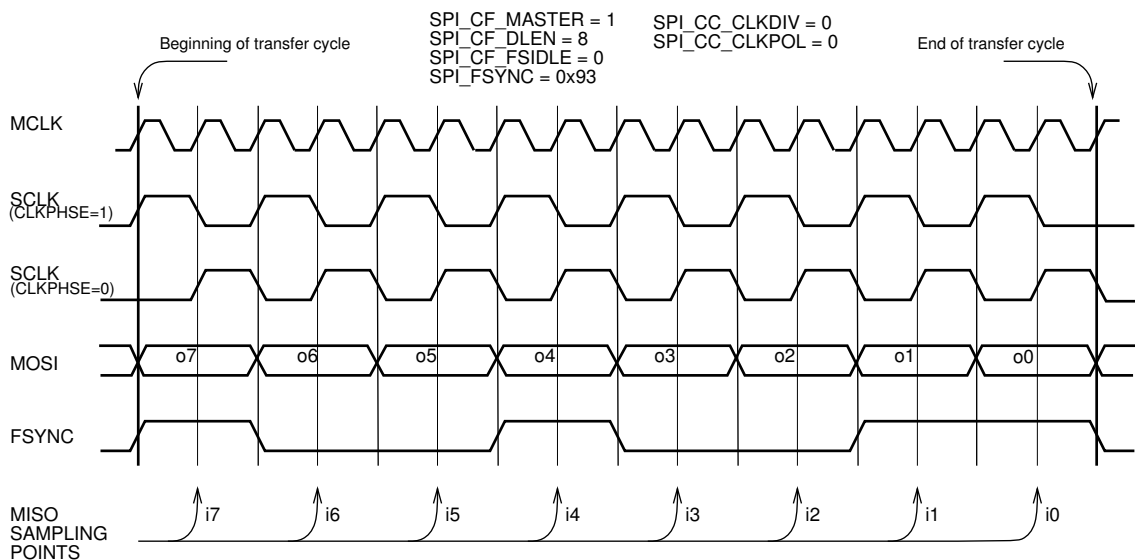 SPI_CF_MASTER = 1
SPI_CF_DLEN = 8
SPI_CF_FSIDLE = 0
SPI_FSYNC = 0x93
SPI_CC_CLKDIV = 0
SPI_CC_CLKPOL = 0
Beginning of transfer cycle
End of transfer cycle
MCLK
SCLK
(CLKPHSE=1)
SCLK
(CLKPHSE=0)
MOSI
o7 o6 o5 o4 o3 o2 o1 o0
FSYNC
MISO
SAMPLING
POINTS
i7 i6 i5 i4 i3 i2 i1 i0